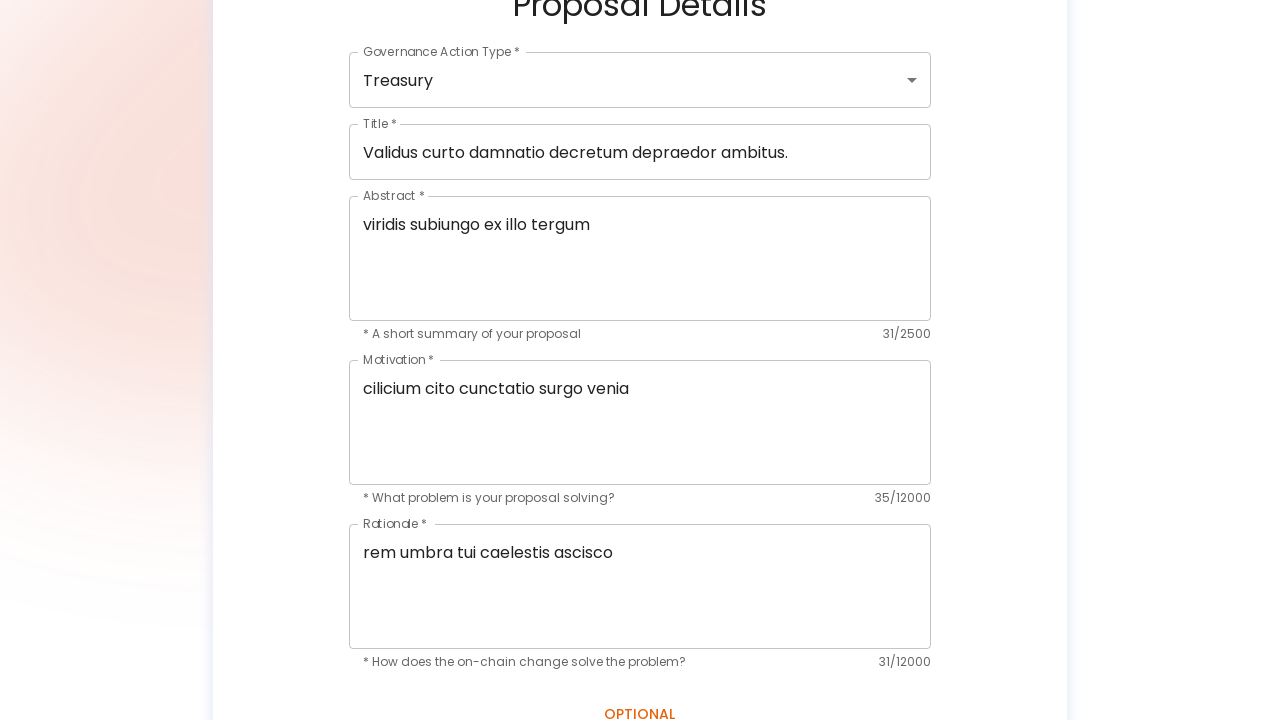 Proposal Details
Governance Action Type *
Treasury
Title *
Validus curto damnatio decretum depraedor ambitus.
Abstract *
viridis subiungo ex illo tergum
* A short summary of your proposal 31/2500
Motivation *
cilicium cito cunctatio surgo venia
* What problem is your proposal solving? 35/12000
Rationale *
rem umbra tui caelestis ascisco
* How does the on-chain change solve the problem? 31/12000
OPTIONAL